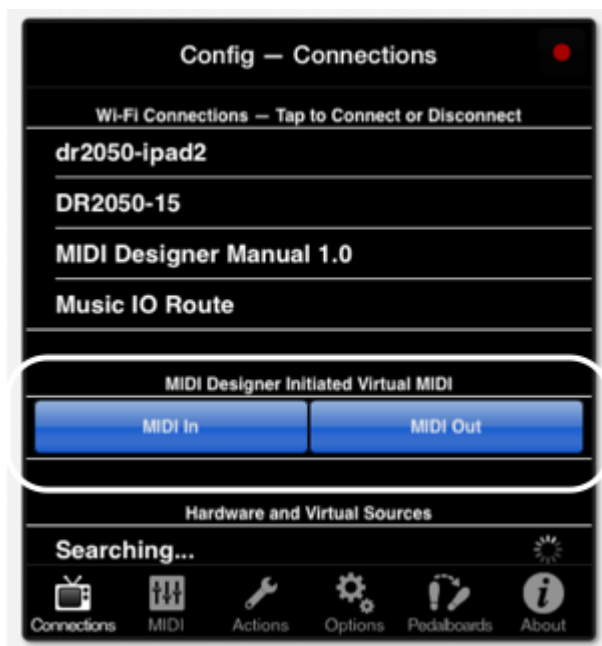 Config — Connections
Wi-Fi Connections — Tap to Connect or Disconnect
dr2050-ipad2
DR2050-15
MIDI Designer Manual 1.0
Music IO Route
MIDI Designer Initiated Virtual MIDI
MIDI In MIDI Out
Hardware and Virtual Sources
Searching...
Connections MIDI Actions Options Pedalboards About